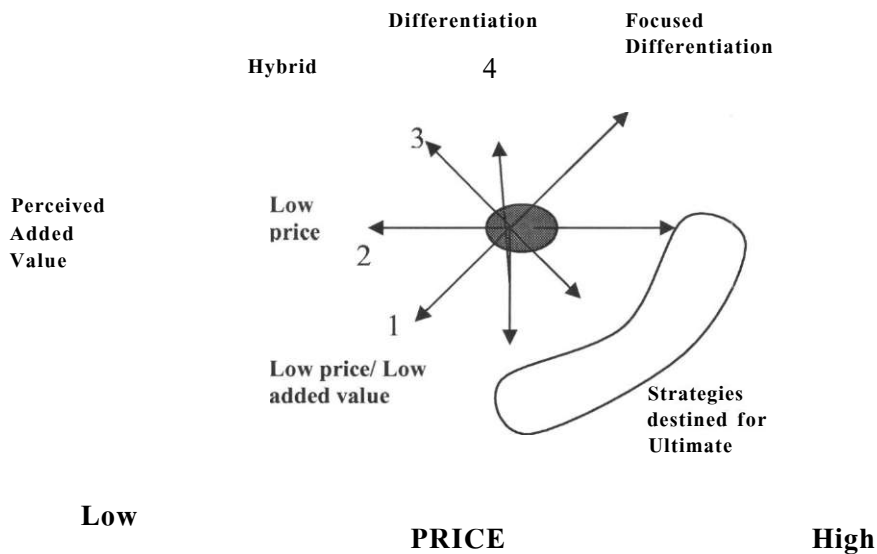 Differentiation
Focused
Differentiation
Hybrid
4
3
Perceived
Added
Value
Low
price
2
1
Low price/ Low
added value
Strategies
destined for
Ultimate
Low
PRICE
High